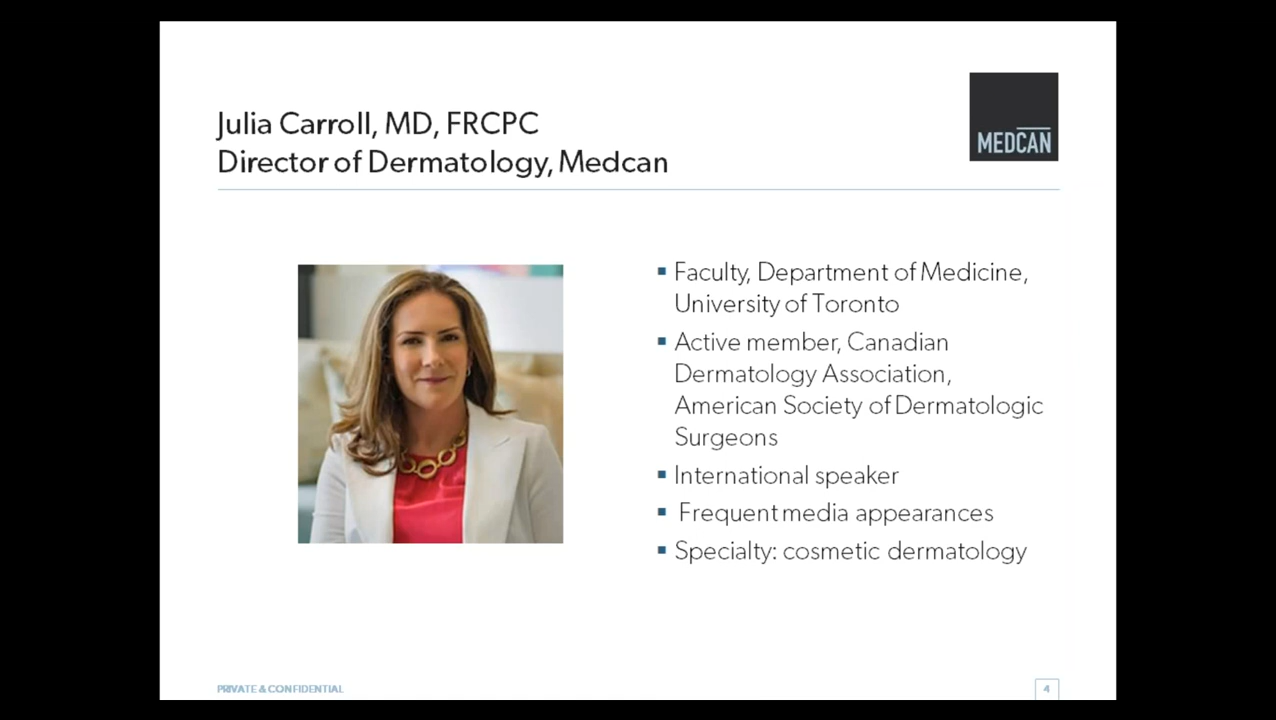 Julia Carroll, MD, FRCPC
Director of Dermatology, Medcan
MEDCAN
▪ Faculty, Department of Medicine,
University of Toronto
▪ Active member, Canadian
Dermatology Association,
American Society of Dermatologic
Surgeons
▪ International speaker
▪ Frequent media appearances
▪ Specialty: cosmetic dermatology
PRIVATE & CONFIDENTIAL
4